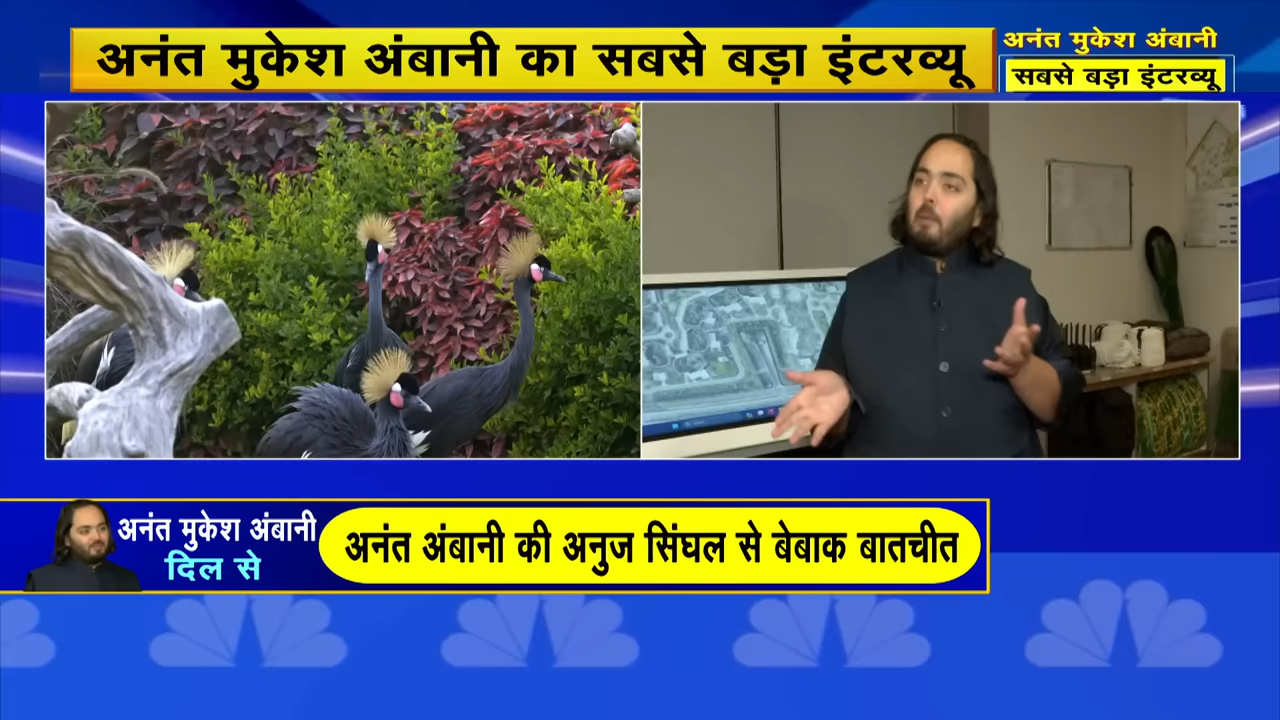 अनंत मुकेश अंबानी का सबसे बड़ा इंटरव्यू
अनंत मुकेश अंबानी
सबसे बड़ा इंटरव्यू
अनंत मुकेश अंबानी
दिल से
अनंत अंबानी की अनुज सिंघल से बेबाक बातचीत